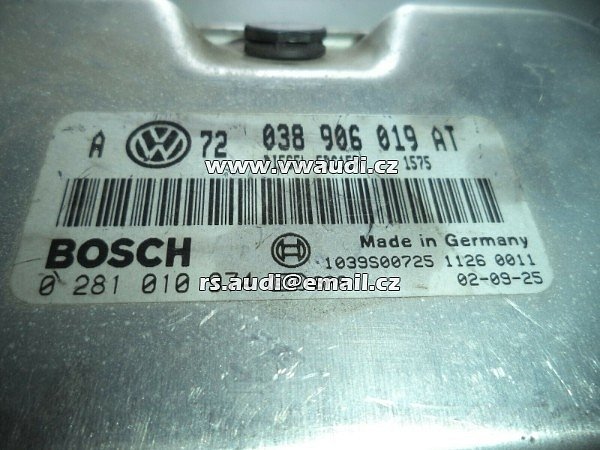 A VW 72 038 906 019 AT
1575
www.vwaudi.cz
BOSCH
Made in Germany
1039S00725 1126 0011
0 281 010
02-09-25
rs.audi@email.cz